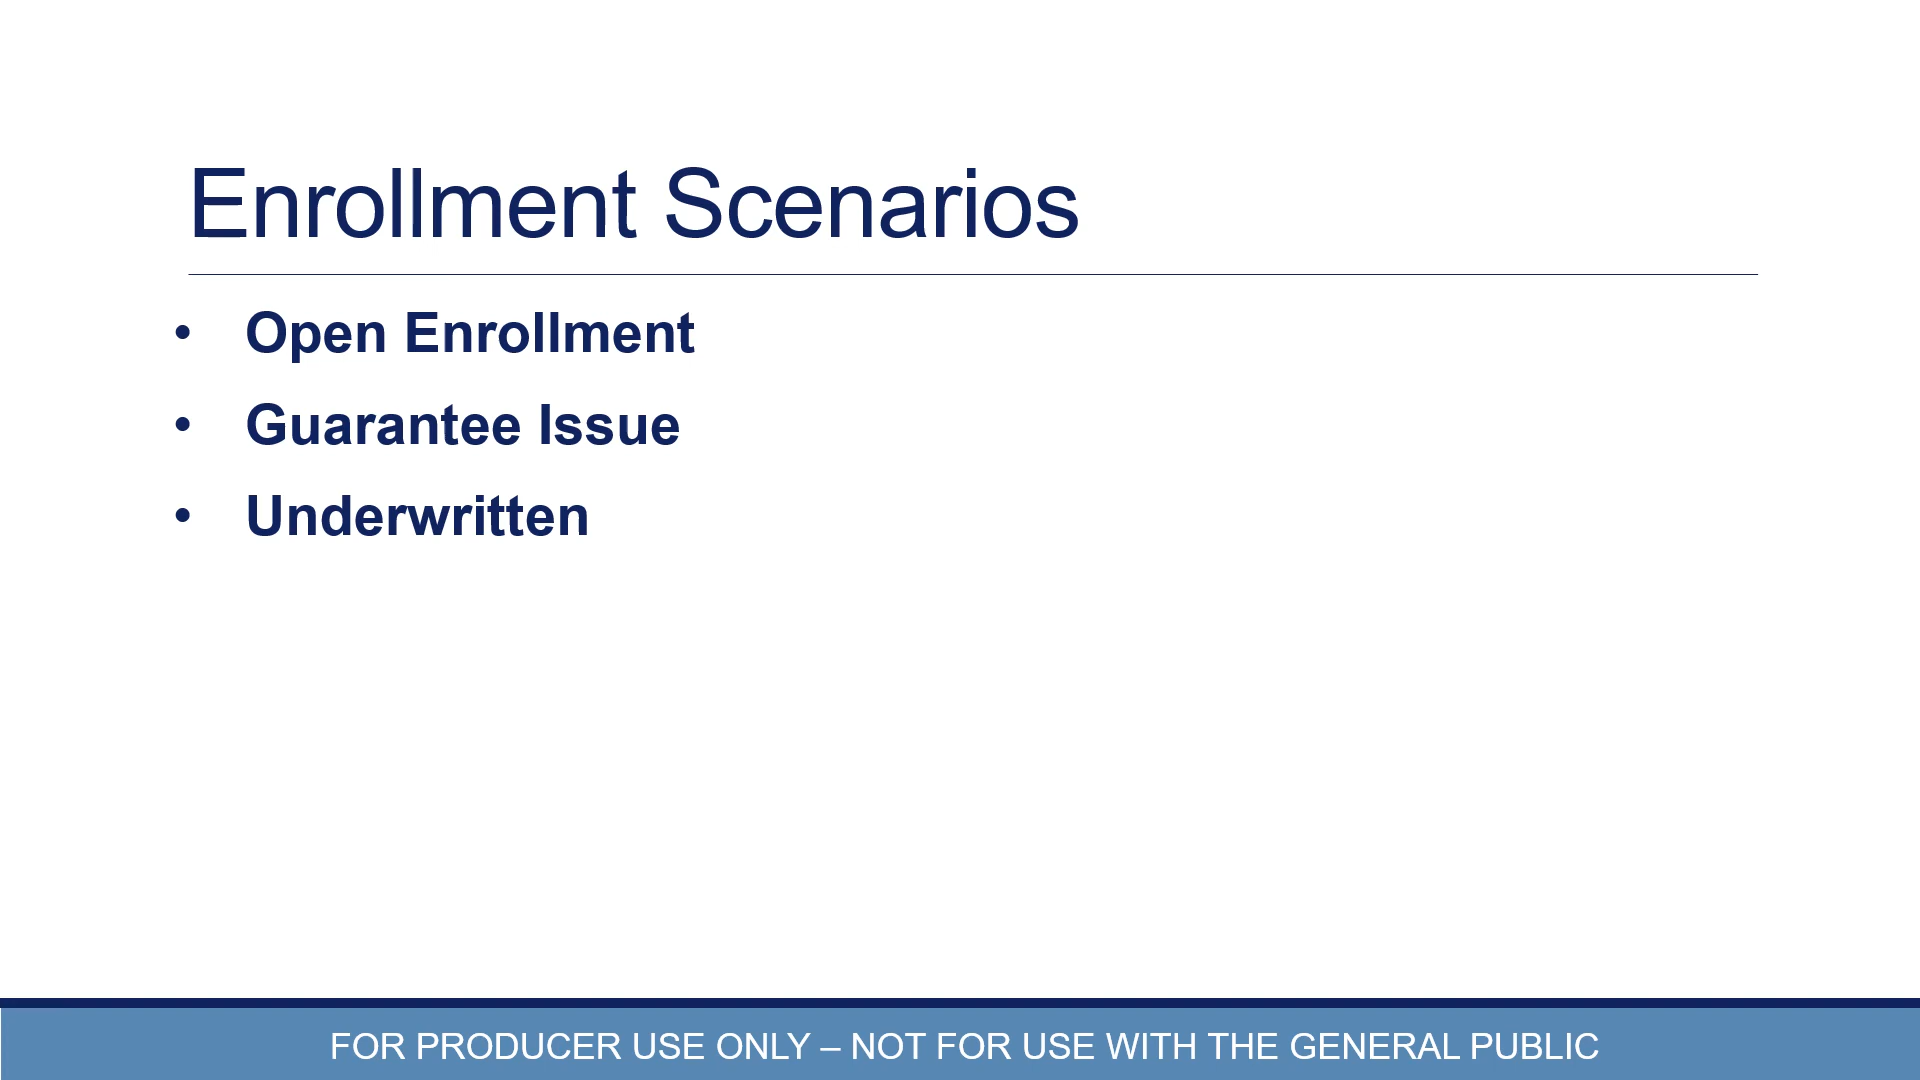 Enrollment Scenarios
• Open Enrollment
• Guarantee Issue
• Underwritten
FOR PRODUCER USE ONLY – NOT FOR USE WITH THE GENERAL PUBLIC